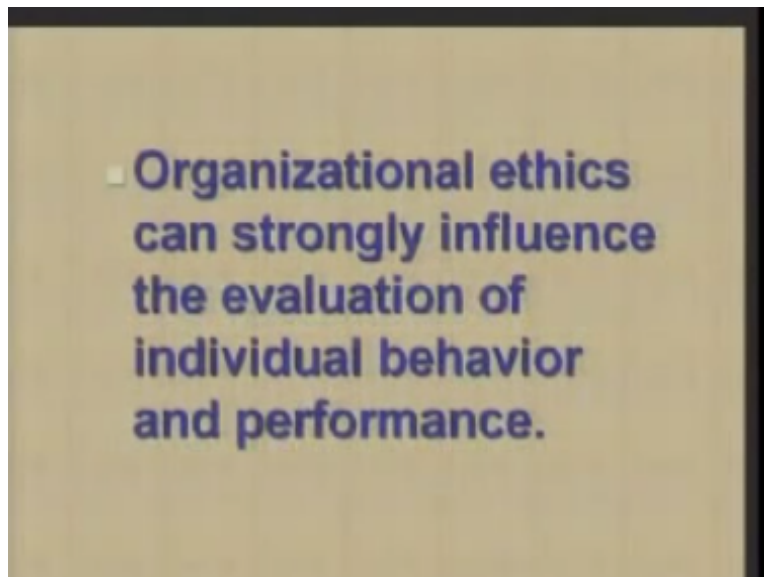 Organizational ethics
can strongly influence
the evaluation of
individual behavior
and performance.